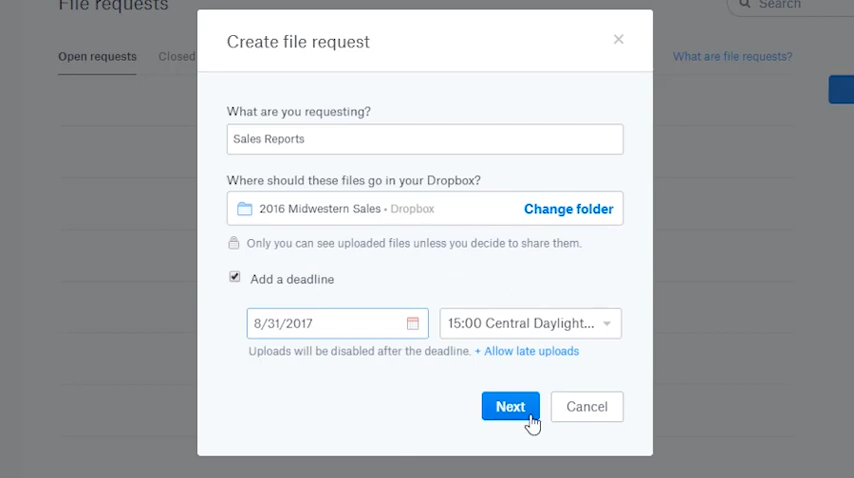 File requests
Search
Open requests Closed
What are file requests?
Create file request
What are you requesting?
Sales Reports
Where should these files go in your Dropbox?
2016 Midwestern Sales • Dropbox Change folder
Only you can see uploaded files unless you decide to share them.
Add a deadline
8/31/2017 15:00 Central Daylight...
Uploads will be disabled after the deadline. + Allow late uploads
Next Cancel